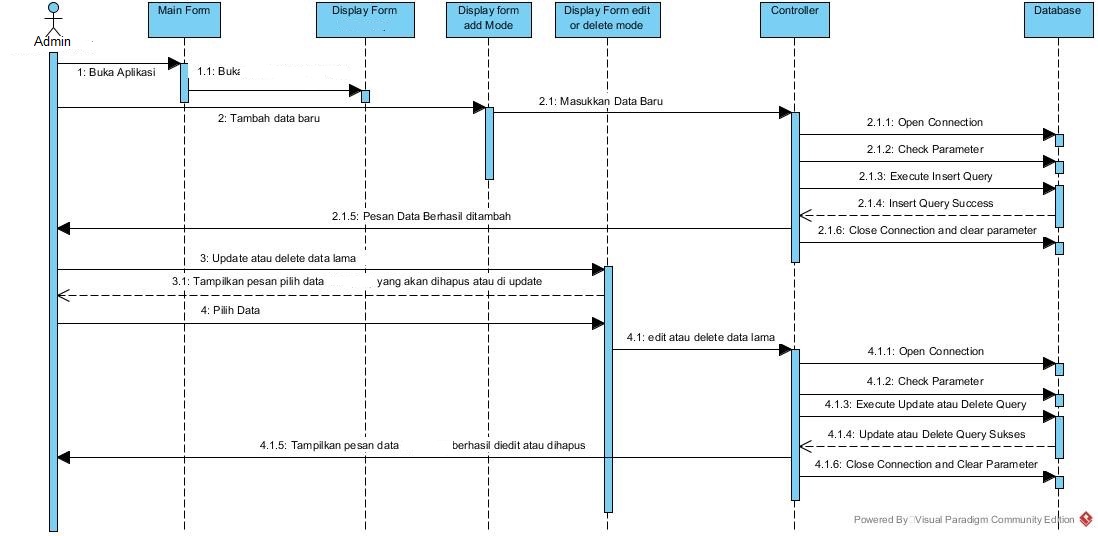 Admin
Main Form
Display Form
Display form
add Mode
Display Form edit
or delete mode
Controller
Database
1: Buka Aplikasi
1.1: Buka
2: Tambah data baru
2.1: Masukkan Data Baru
2.1.1: Open Connection
2.1.2: Check Parameter
2.1.3: Execute Insert Query
2.1.4: Insert Query Success
2.1.5: Pesan Data Berhasil ditambah
2.1.6: Close Connection and clear parameter
3: Update atau delete data lama
3.1: Tampilkan pesan pilih data yang akan dihapus atau di update
4: Pilih Data
4.1: edit atau delete data lama
4.1.1: Open Connection
4.1.2: Check Parameter
4.1.3: Execute Update atau Delete Query
4.1.4: Update atau Delete Query Sukses
4.1.5: Tampilkan pesan data berhasil diedit atau dihapus
4.1.6: Close Connection and Clear Parameter
Powered By Visual Paradigm Community Edition